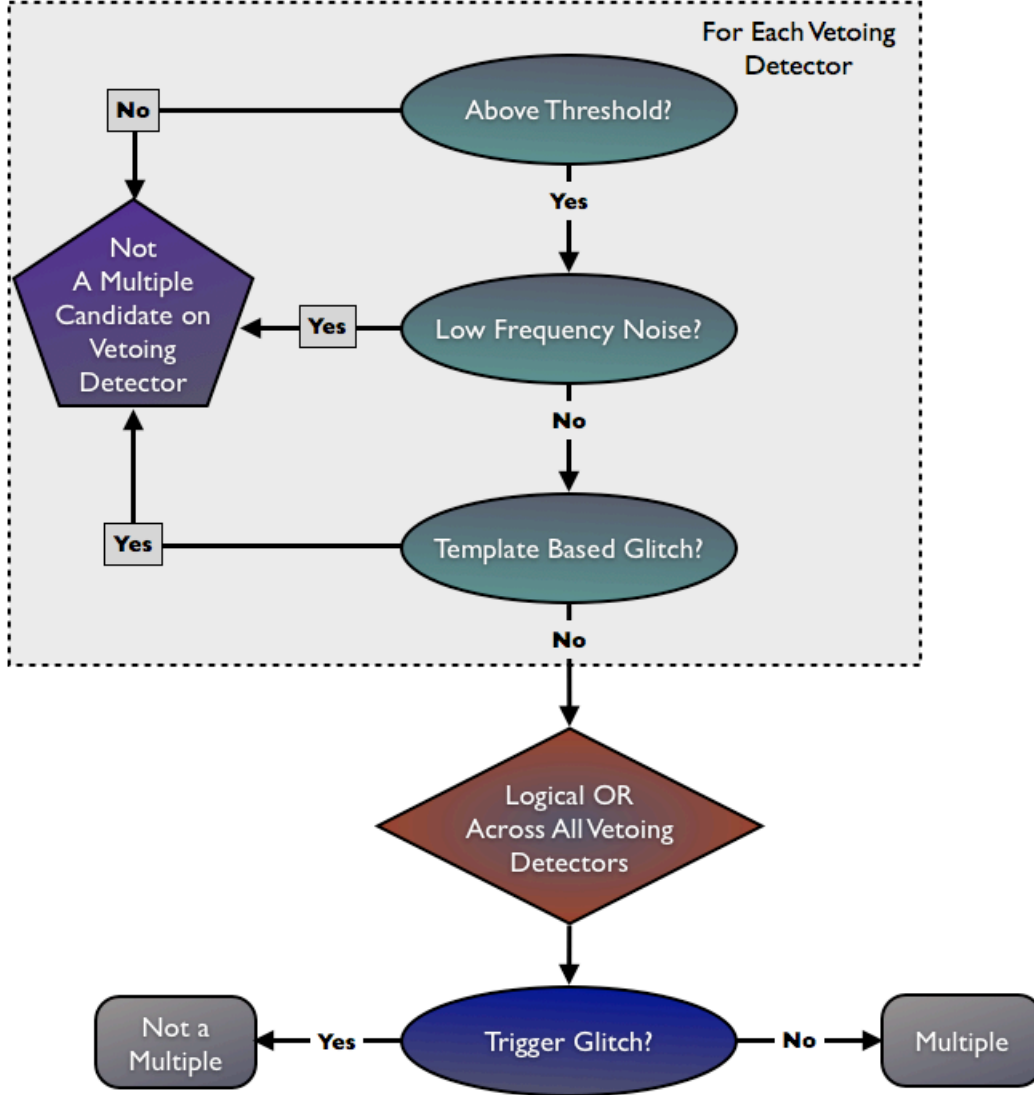 For Each Vetoing
Detector
Above Threshold?
No
Yes
Not
A Multiple
Candidate on
Vetoing
Detector
Yes
Low Frequency Noise?
No
Yes
Template Based Glitch?
No
Logical OR
Across All Vetoing
Detectors
Not a
Multiple
Yes
Trigger Glitch?
No
Multiple